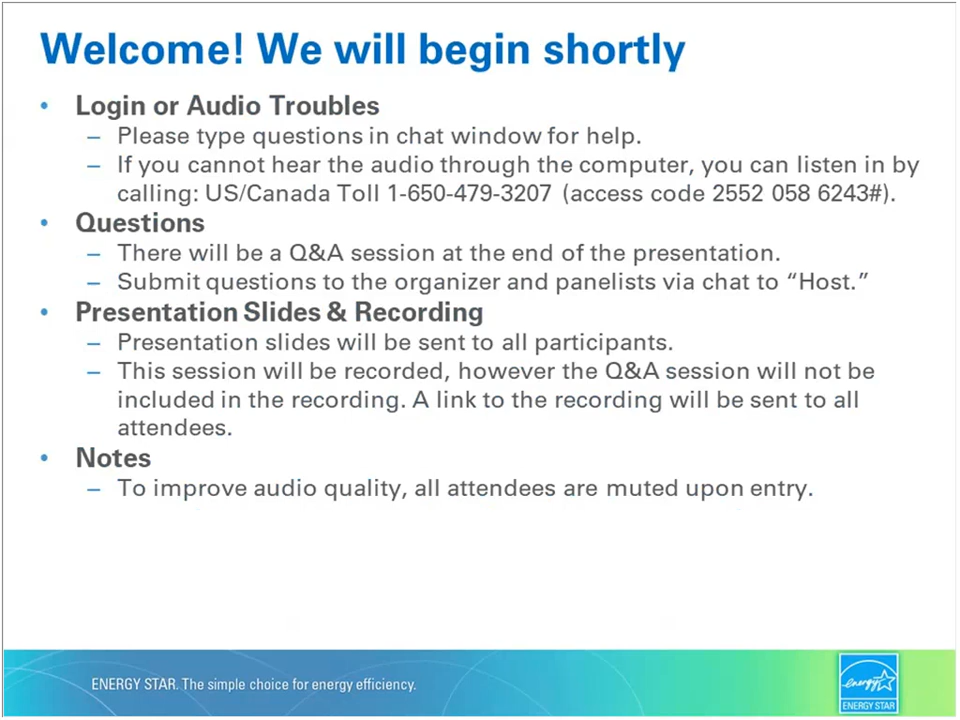 Welcome! We will begin shortly
• Login or Audio Troubles
– Please type questions in chat window for help.
– If you cannot hear the audio through the computer, you can listen in by
calling: US/Canada Toll 1-650-479-3207 (access code 2552 058 6243#).
• Questions
– There will be a Q&A session at the end of the presentation.
– Submit questions to the organizer and panelists via chat to “Host.”
• Presentation Slides & Recording
– Presentation slides will be sent to all participants.
– This session will be recorded, however the Q&A session will not be
included in the recording. A link to the recording will be sent to all
attendees.
• Notes
– To improve audio quality, all attendees are muted upon entry.
ENERGY STAR. The simple choice for energy efficiency.
energy
ENERGY STAR